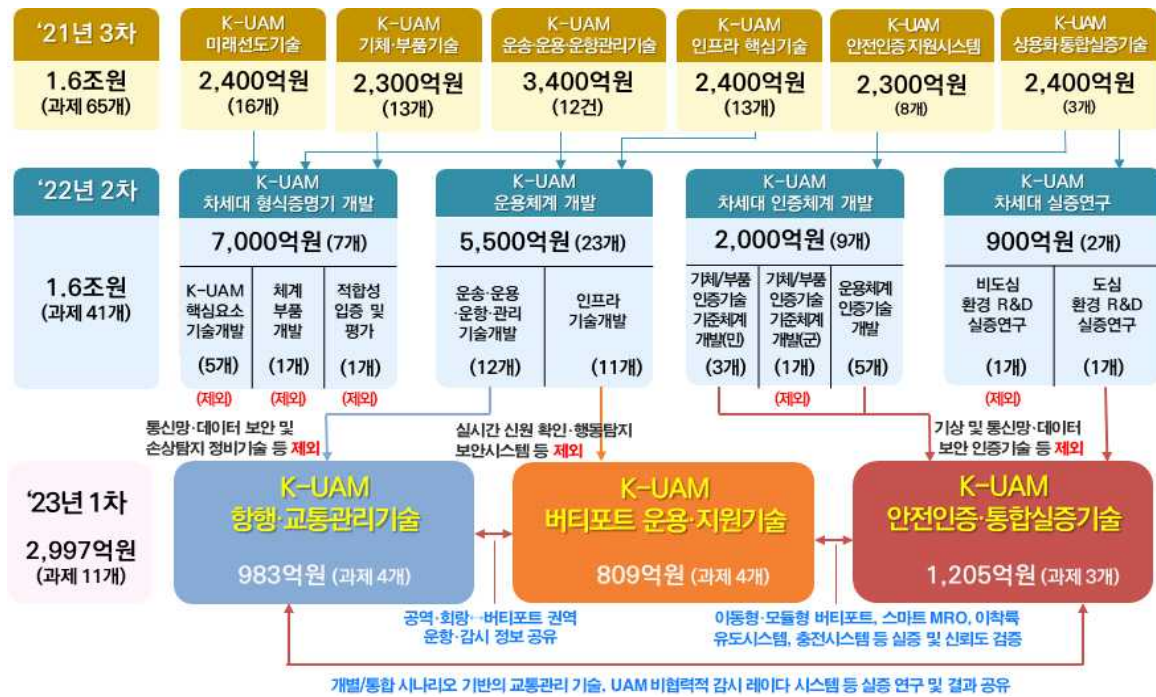 '21년 3차
1.6조원
(과제 65개)
K-UAM
미래선도기술
2,400억원
(16개)
K-UAM
기체·부품기술
2,300억원
(13개)
K-UAM
운송·운용·운항관리기술
3,400억원
(12건)
K-UAM
인프라 핵심기술
2,400억원
(13개)
K-UAM
안전인증지원시스템
2,300억원
(8개)
K-UAM
상용화통합실증기술
2,400억원
(3개)
'22년 2차
1.6조원
(과제 41개)
K-UAM
차세대 형식증명기 개발
7,000억원 (7개)
K-UAM
핵심요소
기술개발
(5개)
(제외)
체계
부품
개발
(1개)
(제외)
적합성
입증 및
평가
(1개)
(제외)
K-UAM
운용체계 개발
5,500억원 (23개)
운송·운용
·운항·관리
기술개발
(12개)
인프라
기술개발
(11개)
K-UAM
차세대 인증체계 개발
2,000억원 (9개)
기체/부품
인증기술
기준체계
개발(민)
(3개)
기체/부품
인증기술
기준체계
개발(군)
(1개)
(제외)
운용체계
인증기술
개발
(5개)
K-UAM
차세대 실증연구
900억원 (2개)
비도심
환경 R&D
실증연구
(1개)
(제외)
도심
환경 R&D
실증연구
(1개)
통신망·데이터 보안 및
손상탐지 정비기술 등 제외
실시간 신원 확인·행동탐지
보안시스템 등 제외
기상 및 통신망·데이터
보안 인증기술 등 제외
'23년 1차
2,997억원
(과제 11개)
K-UAM
항행·교통관리기술
983억원 (과제 4개)
K-UAM
버티포트 운용·지원기술
809억원 (과제 4개)
K-UAM
안전인증·통합실증기술
1,205억원 (과제 3개)
공역·회랑↔버티포트 권역
운항·감시 정보 공유
이동형·모듈형 버티포트, 스마트 MRO, 이착륙
유도시스템, 충전시스템 등 실증 및 신뢰도 검증
개별/통합 시나리오 기반의 교통관리 기술, UAM 비협력적 감시 레이다 시스템 등 실증 연구 및 결과 공유